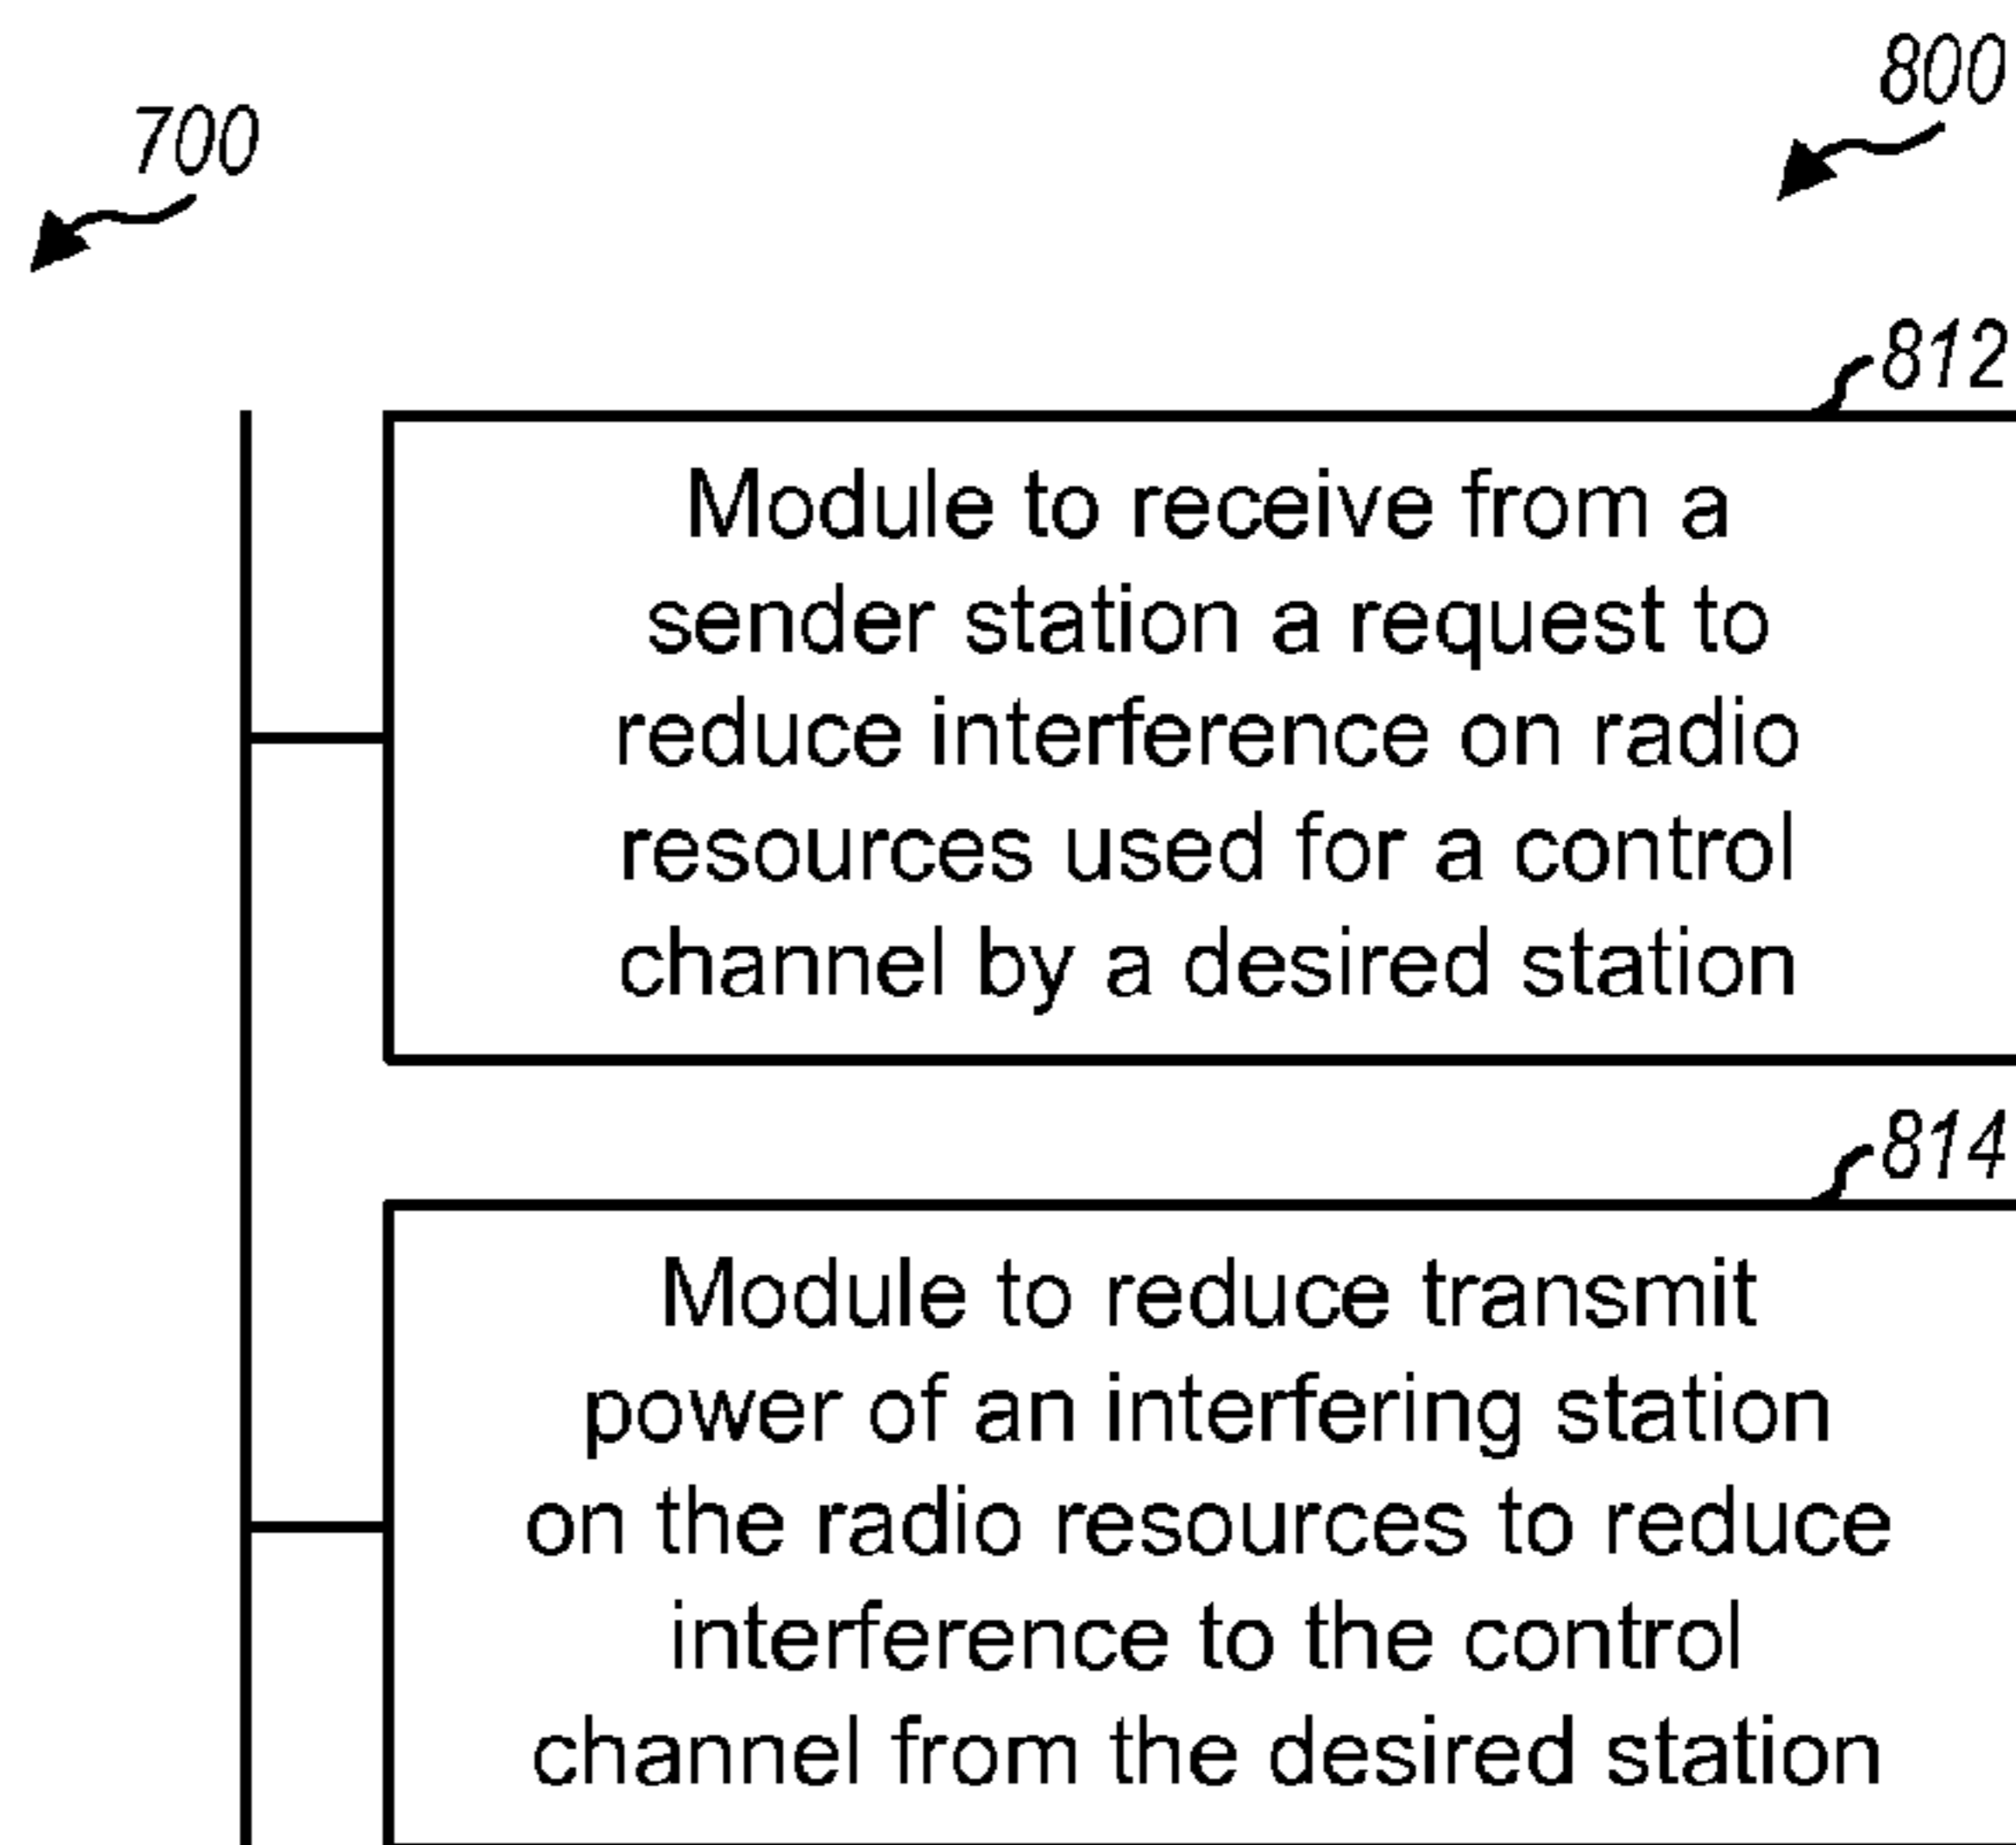 800
700
812
Module to receive from a
sender station a request to
reduce interference on radio
resources used for a control
channel by a desired station
814
Module to reduce transmit
power of an interfering station
on the radio resources to reduce
interference to the control
channel from the desired station